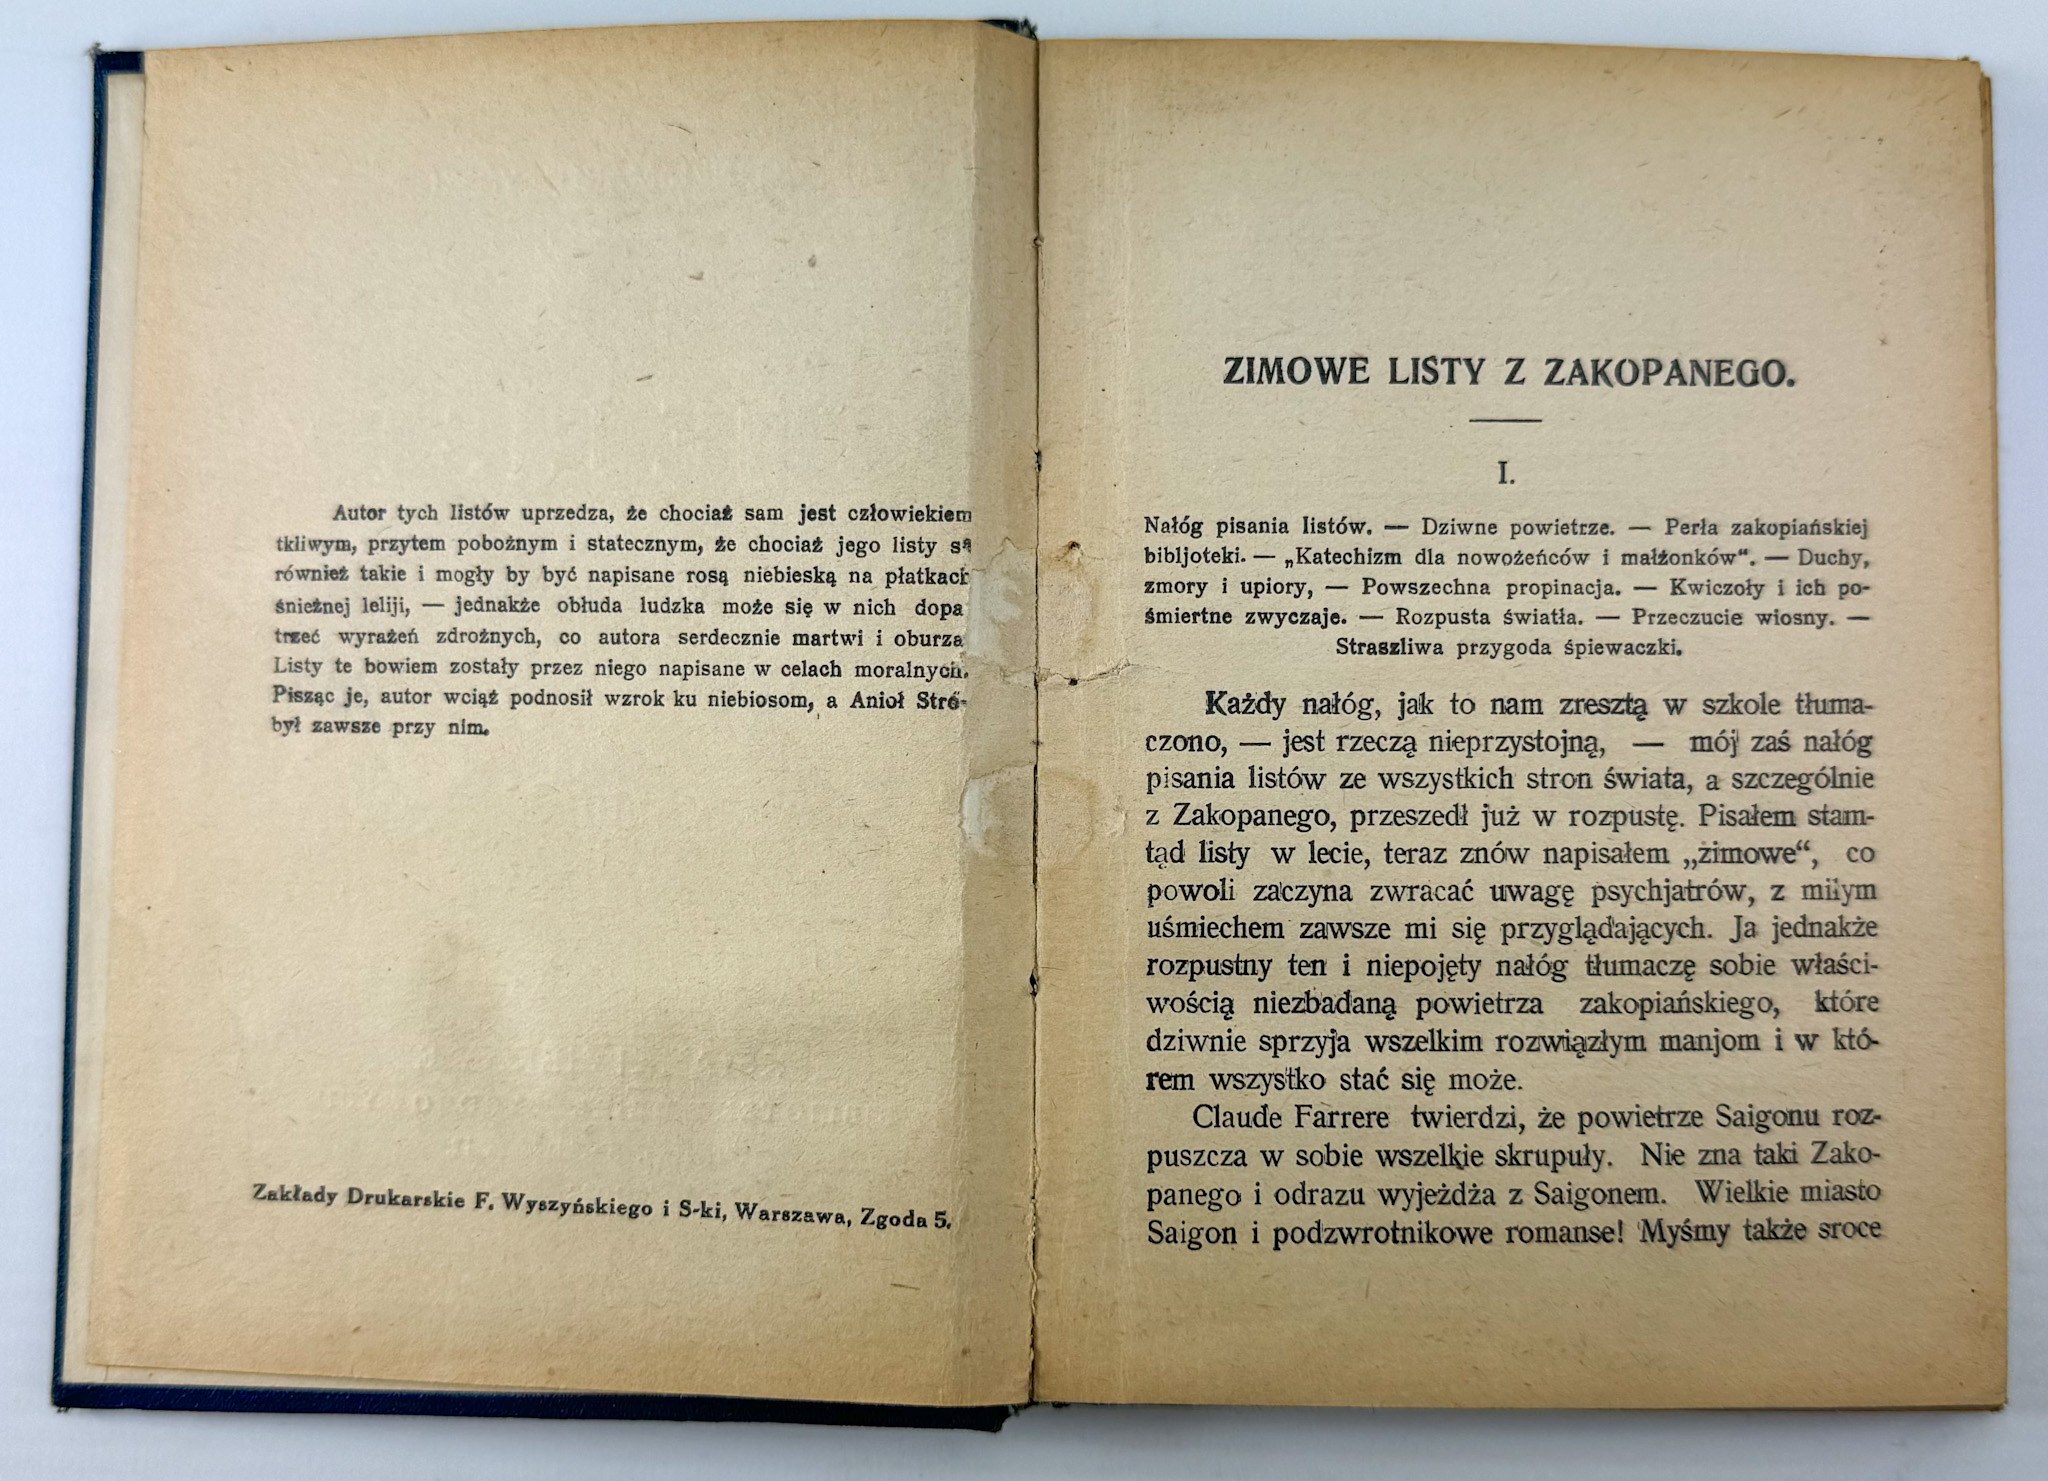 Autor tych listów uprzedza, że chociaż sam jest człowiekiem
tkliwym, przytem pobożnym i statecznym, że chociaż jego listy są
również takie i mogły by być napisane rosą niebieską na płatkach
śnieżnej leliji, — jednakże obłuda ludzka może się w nich dopa
trzeć wyrażeń zdrożnych, co autora serdecznie martwi i oburza
Listy te bowiem zostały przez niego napisane w celach moralnych.
Pisząc je, autor wciąż podnosił wzrok ku niebiosom, a Anioł Stró-
był zawsze przy nim.
Zakłady Drukarskie F. Wyszyńskiego i S-ki, Warszawa, Zgoda 5.
ZIMOWE LISTY Z ZAKOPANEGO.
I.
Nałóg pisania listów. — Dziwne powietrze. — Perła zakopiańskiej
bibljoteki. — „Katechizm dla nowożeńców i małżonków“. — Duchy,
zmory i upiory, — Powszechna propinacja. — Kwiczoły i ich po-
śmiertne zwyczaje. — Rozpusta światła. — Przeczucie wiosny. —
Straszliwa przygoda śpiewaczki.
Każdy nałóg, jak to nam zresztą w szkole tłuma-
czono, — jest rzeczą nieprzystojną, — mój zaś nałóg
pisania listów ze wszystkich stron świata, a szczególnie
z Zakopanego, przeszedł już w rozpustę. Pisałem stam-
tąd listy w lecie, teraz znów napisałem „zimowe“, co
powoli zaczyna zwracać uwagę psychjatrów, z miłym
uśmiechem zawsze mi się przyglądających. Ja jednakże
rozpustny ten i niepojęty nałóg tłumaczę sobie właści-
wością niezbadaną powietrza zakopiańskiego, które
dziwnie sprzyja wszelkim rozwiązłym manjom i w któ-
rem wszystko stać się może.
Claude Farrere twierdzi, że powietrze Saigonu roz-
puszcza w sobie wszelkie skrupuły. Nie zna taki Zako-
panego i odrazu wyjeżdża z Saigonem. Wielkie miasto
Saigon i podzwrotnikowe romanse! Myśmy także sroce